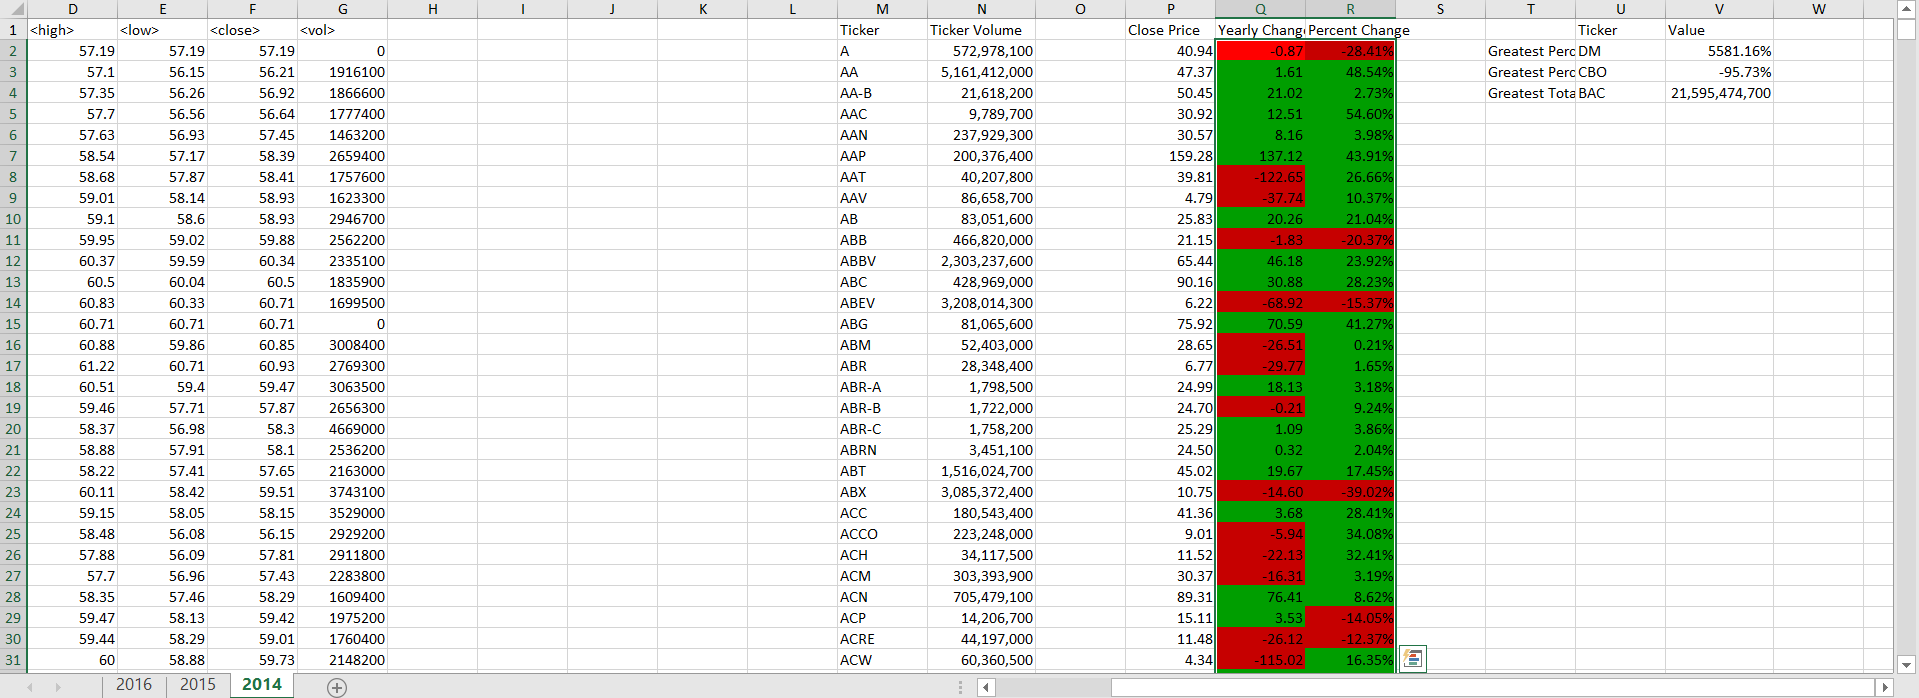 D E F G H I J K L M N O P Q R S T U V W
1 <high> <low> <close> <vol> Ticker Ticker Volume Close Price Yearly Chang Percent Change Ticker Value
2 57.19 57.19 57.19 0 A 572,978,100 40.94 -0.87 -28.41% Greatest Perc DM 5581.16%
3 57.1 56.15 56.21 1916100 AA 5,161,412,000 47.37 1.61 48.54% Greatest Perc CBO -95.73%
4 57.35 56.26 56.92 1866600 AA-B 21,618,200 50.45 21.02 2.73% Greatest Tota BAC 21,595,474,700
5 57.7 56.56 56.64 1777400 AAC 9,789,700 30.92 12.51 54.60%
6 57.63 56.93 57.45 1463200 AAN 237,929,300 30.57 8.16 3.98%
7 58.54 57.17 58.39 2659400 AAP 200,376,400 159.28 137.12 43.91%
8 58.68 57.87 58.41 1757600 AAT 40,207,800 39.81 -122.65 26.66%
9 59.01 58.14 58.93 1623300 AAV 86,658,700 4.79 -37.74 10.37%
10 59.1 58.6 58.93 2946700 AB 83,051,600 25.83 20.26 21.04%
11 59.95 59.02 59.88 2562200 ABB 466,820,000 21.15 -1.83 -20.37%
12 60.37 59.59 60.34 2335100 ABBV 2,303,237,600 65.44 46.18 23.92%
13 60.5 60.04 60.5 1835900 ABC 428,969,000 90.16 30.88 28.23%
14 60.83 60.33 60.71 1699500 ABEV 3,208,014,300 6.22 -68.92 -15.37%
15 60.71 60.71 60.71 0 ABG 81,065,600 75.92 70.59 41.27%
16 60.88 59.86 60.85 3008400 ABM 52,403,000 28.65 -26.51 0.21%
17 61.22 60.71 60.93 2769300 ABR 28,348,400 6.77 -29.77 1.65%
18 60.51 59.4 59.47 3063500 ABR-A 1,798,500 24.99 18.13 3.18%
19 59.46 57.71 57.87 2656300 ABR-B 1,722,000 24.70 -0.21 9.24%
20 58.37 56.98 58.3 4669000 ABR-C 1,758,200 25.29 1.09 3.86%
21 58.88 57.91 58.1 2536200 ABRN 3,451,100 24.50 0.32 2.04%
22 58.22 57.41 57.65 2163000 ABT 1,516,024,700 45.02 19.67 17.45%
23 60.11 58.42 59.51 3743100 ABX 3,085,372,400 10.75 -14.60 -39.02%
24 59.15 58.05 58.15 3529000 ACC 180,543,400 41.36 3.68 28.41%
25 58.48 56.08 56.15 2929200 ACCO 223,248,000 9.01 -5.94 34.08%
26 57.88 56.09 57.81 2911800 ACH 34,117,500 11.52 -22.13 32.41%
27 57.7 56.96 57.43 2283800 ACM 303,393,900 30.37 -16.31 3.19%
28 58.35 57.46 58.29 1609400 ACN 705,479,100 89.31 76.41 8.62%
29 59.47 58.13 59.42 1975200 ACP 14,206,700 15.11 3.53 -14.05%
30 59.44 58.29 59.01 1760400 ACRE 44,197,000 11.48 -26.12 -12.37%
31 60 58.88 59.73 2148200 ACW 60,360,500 4.34 -115.02 16.35%
2016 2015 2014